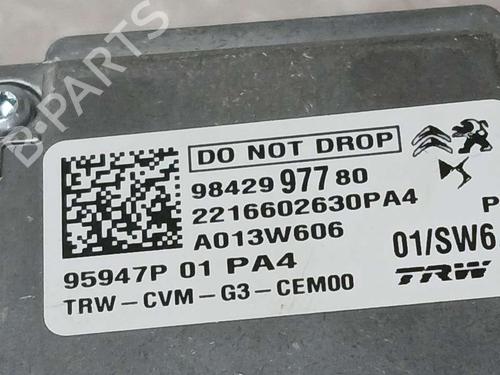 B-PARTS
DO NOT DROP
98429 977 80
2216602630PA4
A013W606
P
01/SW6
95947P 01 PA4
TRW
TRW-CVM-G3-CEM00